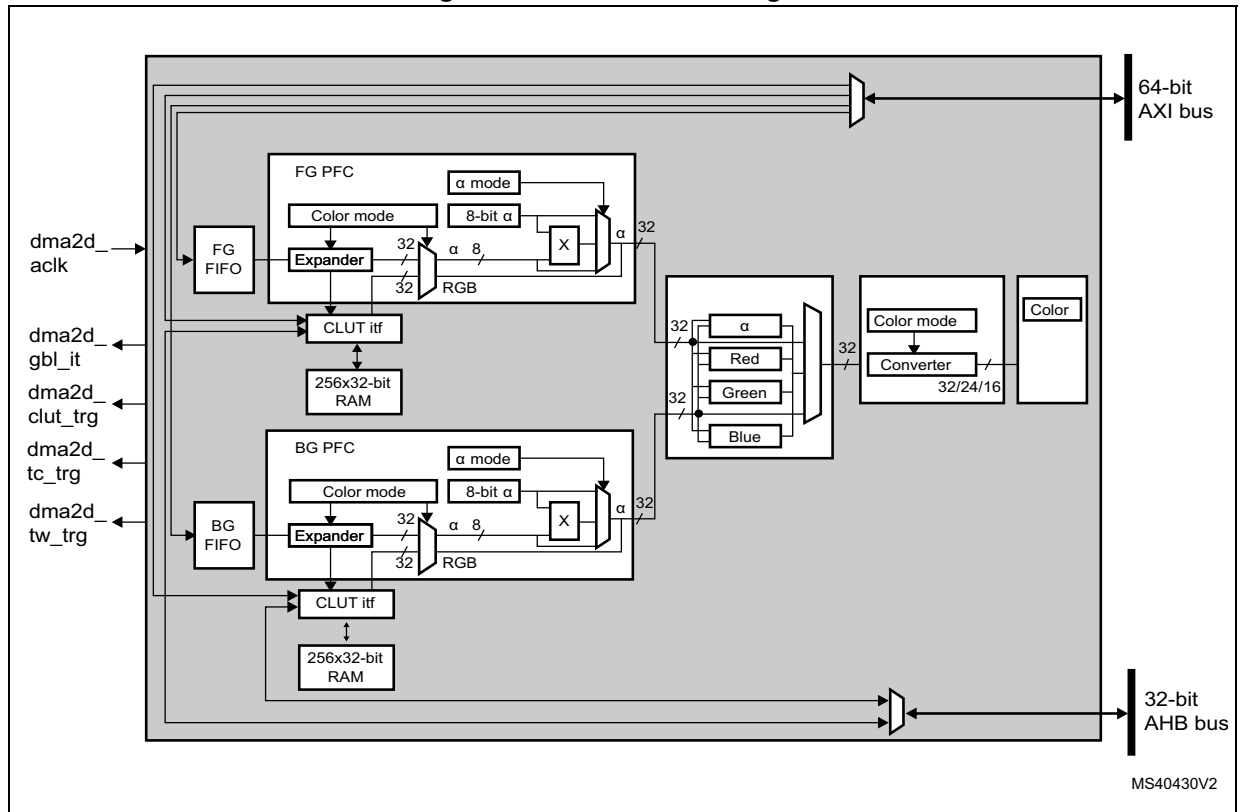 64-bit
AXI bus
FG PFC
α mode
Color mode
8-bit α
32
α
dma2d_
aclk
FG
FIFO
Expander
32
α
8
X
32
RGB
Color mode
Color
CLUT itf
32
α
dma2d_
gbl_it
Red
32
Converter
256x32-bit
RAM
32
Green
32/24/16
dma2d_
clut_trg
Blue
BG PFC
α mode
dma2d_
tc_trg
Color mode
8-bit α
32
α
dma2d_
tw_trg
BG
FIFO
Expander
32
α
8
X
32
RGB
CLUT itf
256x32-bit
RAM
32-bit
AHB bus
MS40430V2